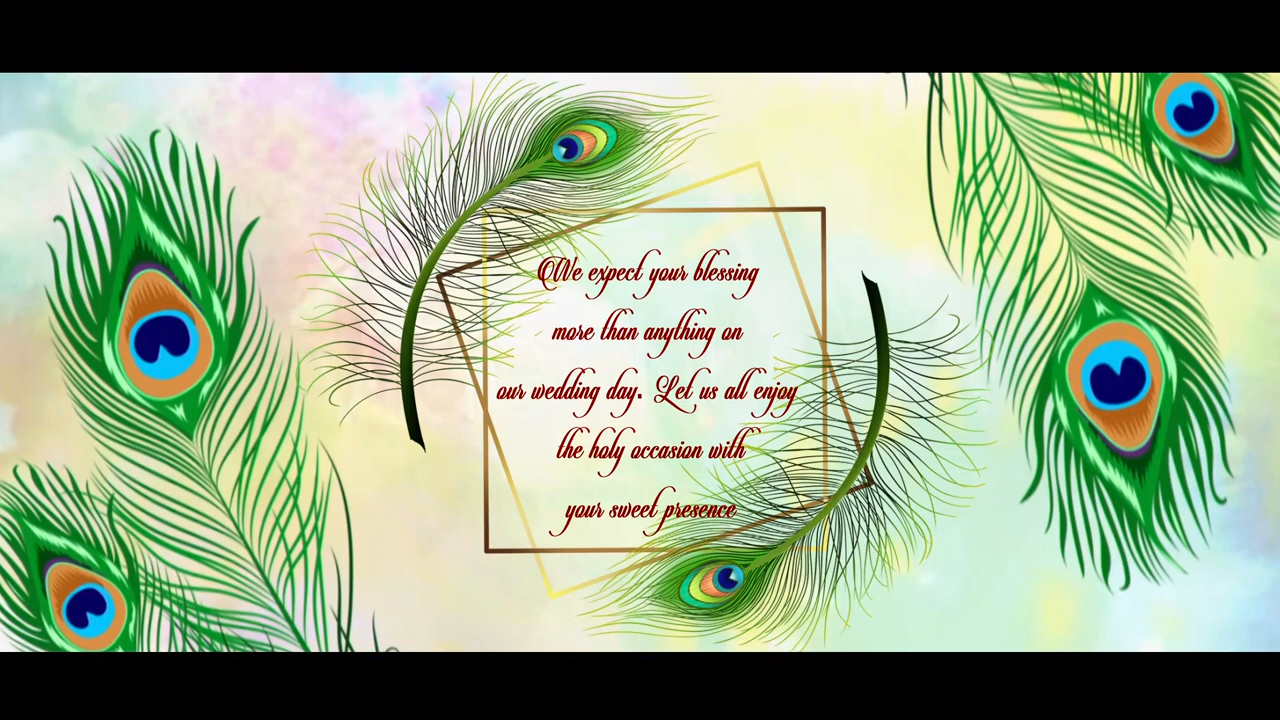 We expect your blessing
more than anything on
our wedding day. Let us all enjoy
the holy occasion with
your sweet presence